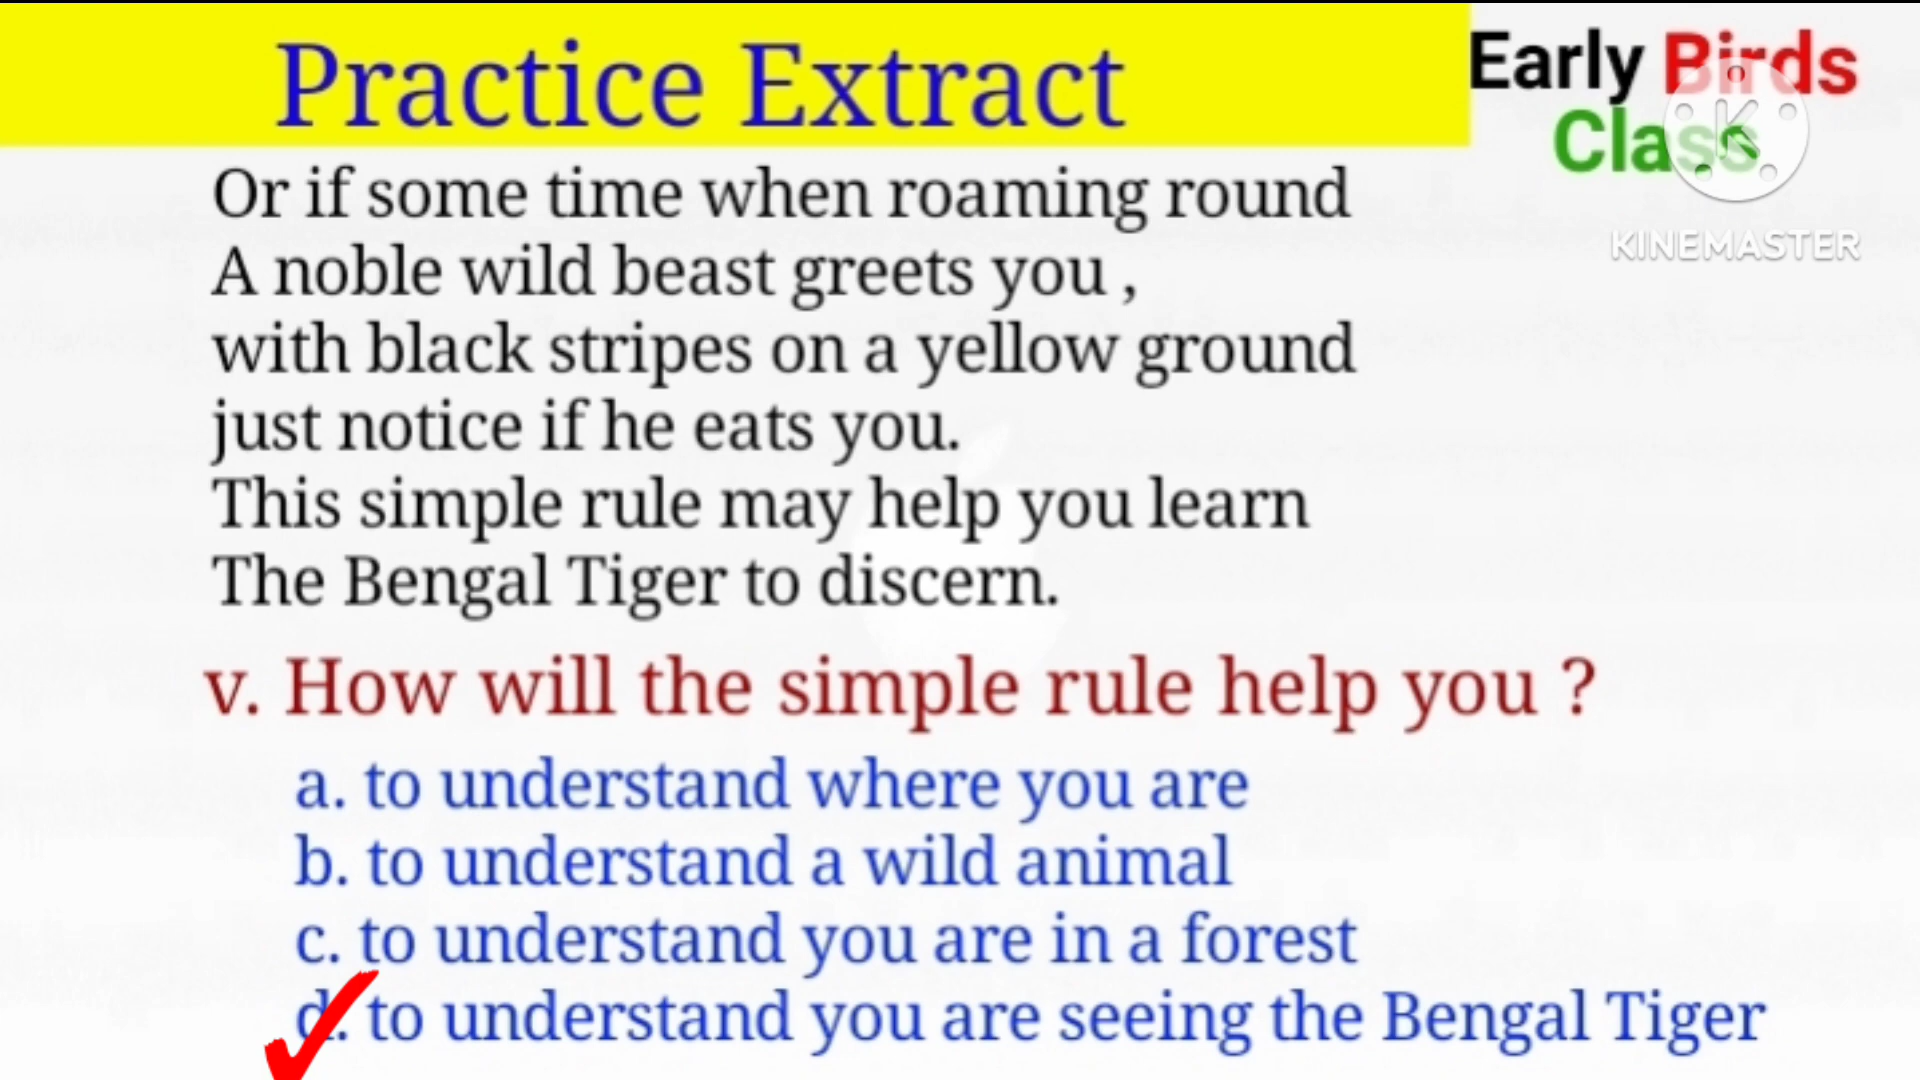 Practice Extract
Early Birds
Class
KINEMASTER
Or if some time when roaming round
A noble wild beast greets you ,
with black stripes on a yellow ground
just notice if he eats you.
This simple rule may help you learn
The Bengal Tiger to discern.
v. How will the simple rule help you ?
a. to understand where you are
b. to understand a wild animal
c. to understand you are in a forest
d. to understand you are seeing the Bengal Tiger